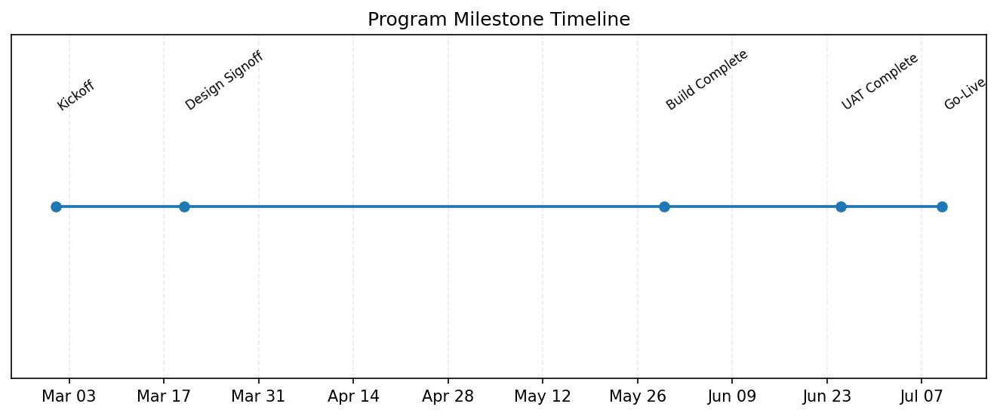 Program Milestone Timeline
Kickoff
Design Signoff
Build Complete
UAT Complete
Go-Live
Mar 03
Mar 17
Mar 31
Apr 14
Apr 28
May 12
May 26
Jun 09
Jun 23
Jul 07